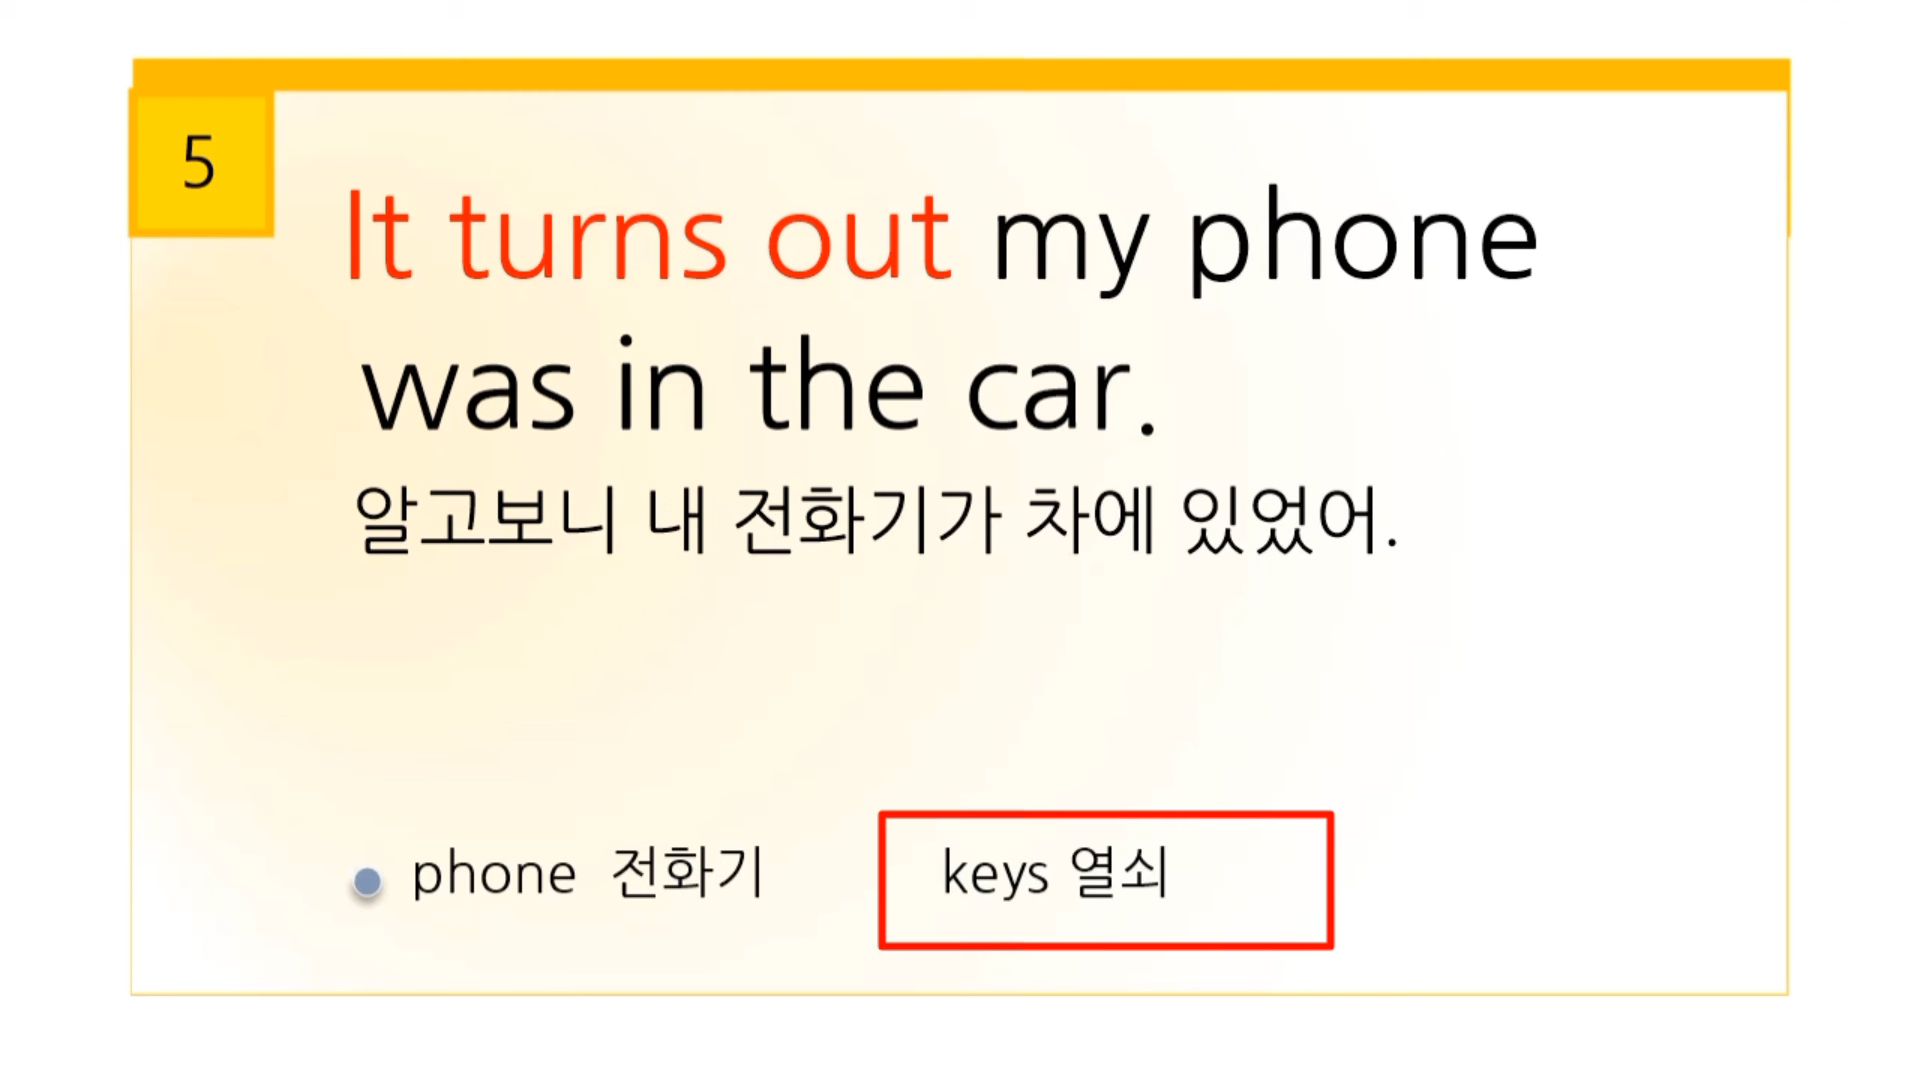 5
It turns out my phone
was in the car.
알고보니 내 전화기가 차에 있었어.
phone 전화기 keys 열쇠